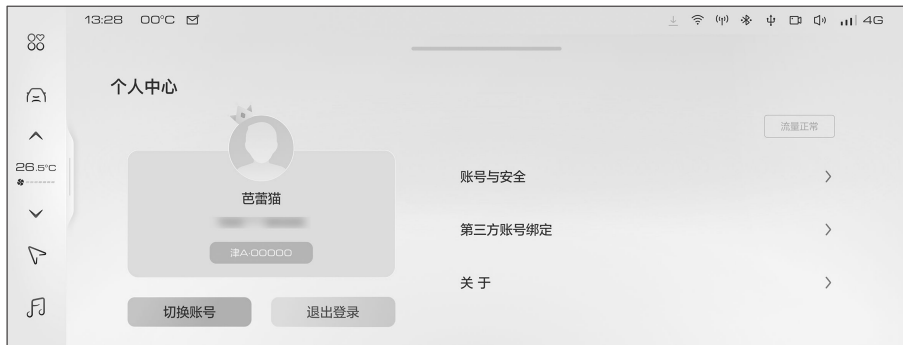 13:28 00°C 4G
个人中心
流量正常
26.5°C
芭蕾猫
津A·00000
切换账号 退出登录
账号与安全
第三方账号绑定
关于